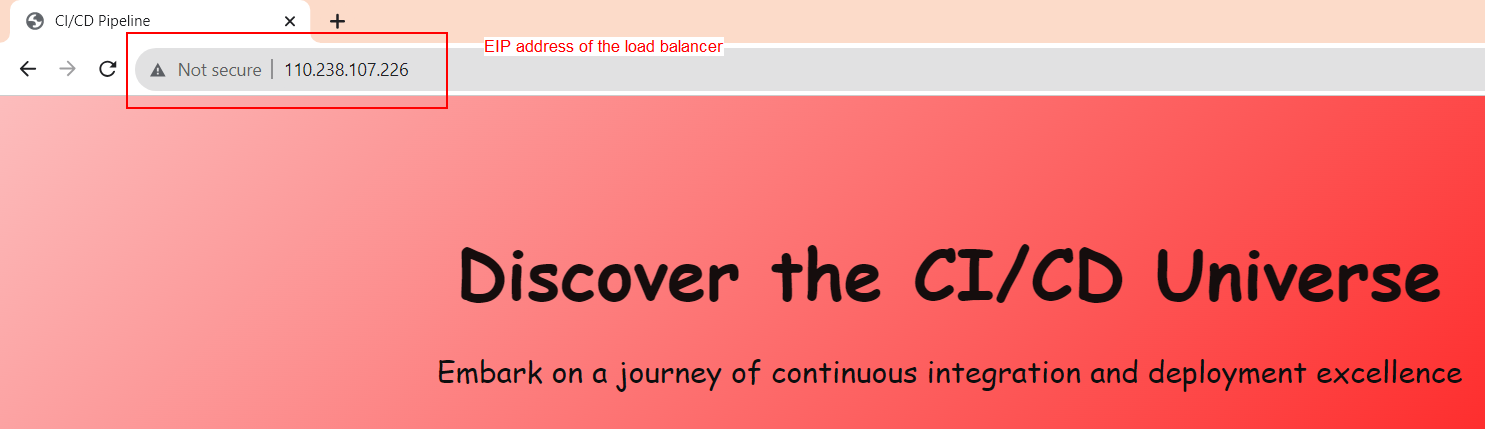 CI/CD Pipeline
EIP address of the load balancer
Not secure 110.238.107.226
Discover the CI/CD Universe
Embark on a journey of continuous integration and deployment excellence